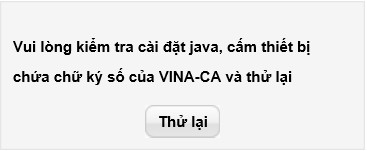 Vui lòng kiểm tra cài đặt java, cắm thiết bị
chứa chữ ký số của VINA-CA và thử lại
Thử lại